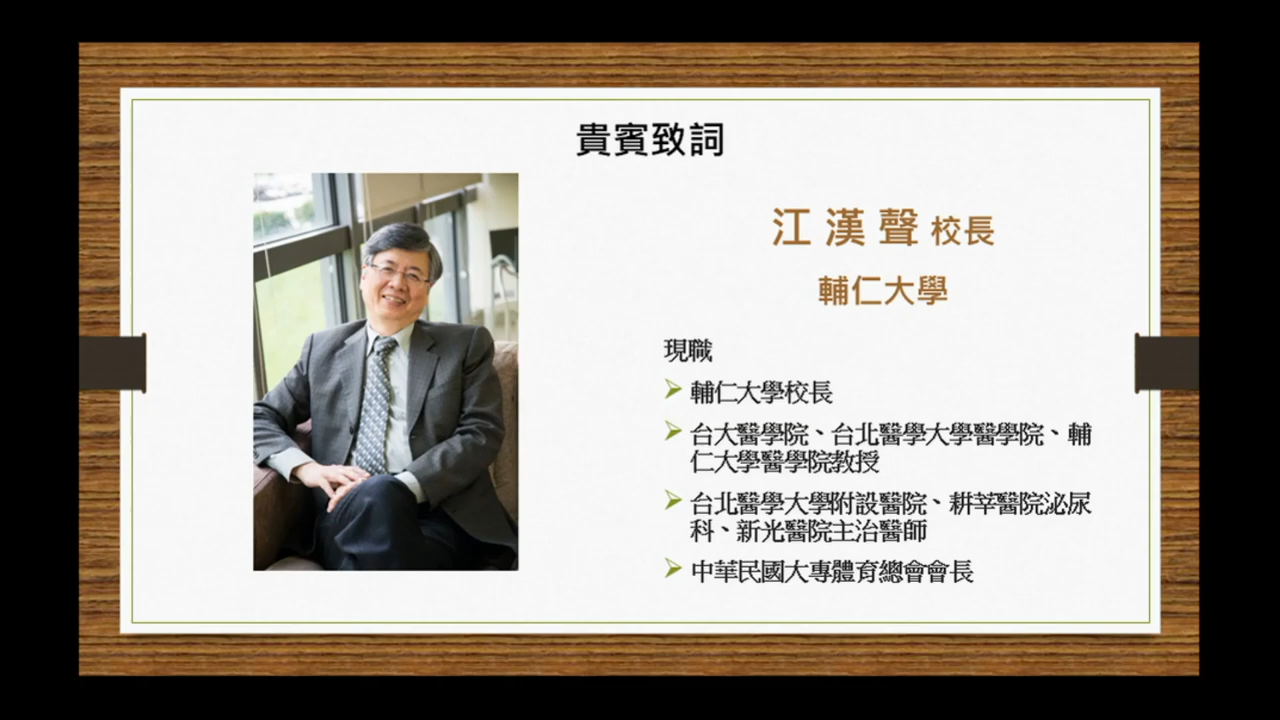 貴賓致詞
江漢聲 校長
輔仁大學
現職
輔仁大學校長
台大醫學院、台北醫學大學醫學院、輔
仁大學醫學院教授
台北醫學大學附設醫院、耕莘醫院泌尿
科、新光醫院主治醫師
中華民國大專體育總會會長